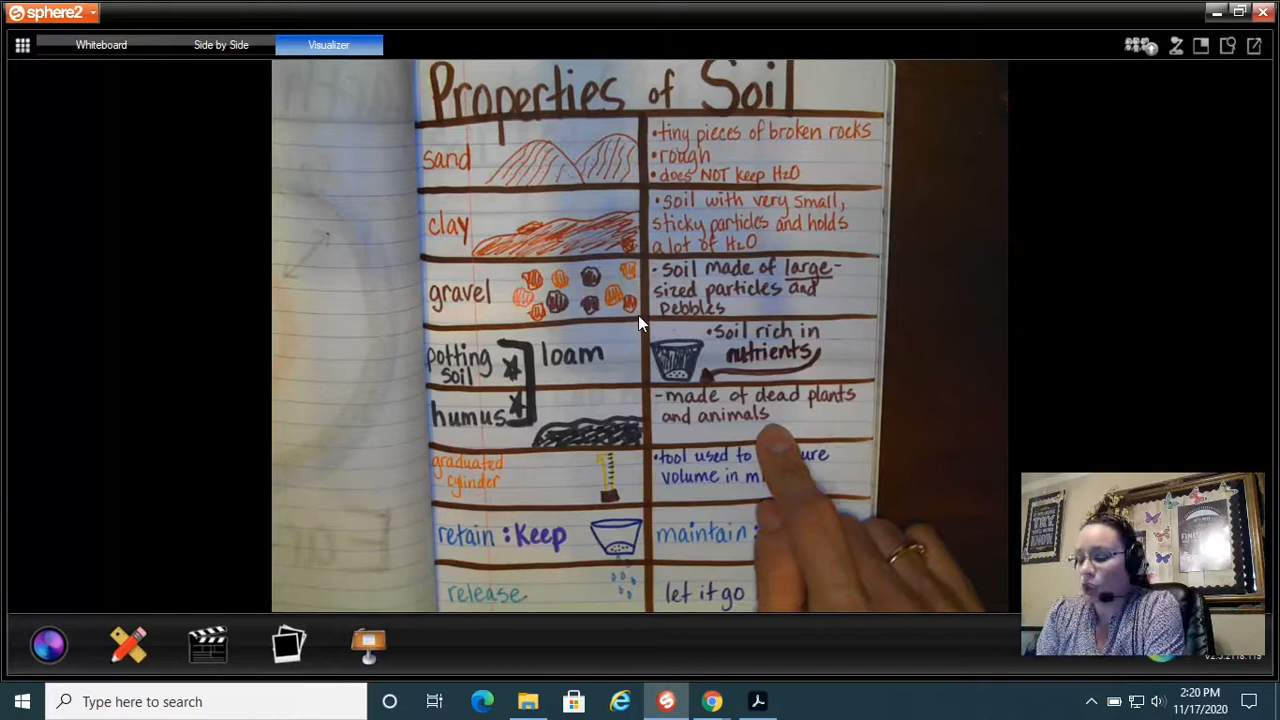 sphere2
Whiteboard
Side by Side
Visualizer
Properties of Soil
sand
•tiny pieces of broken rocks
•rough
•does NOT keep H2O
clay
•soil with very small,
sticky particles and holds
a lot of H2O
gravel
•soil made of large-
sized particles and
pebbles
potting
soil
loam
•soil rich in
nutrients
humus
-made of dead plants
and animals
graduated
cylinder
•tool used to
volume in
retain : Keep
maintain :
release
let it go
TRY
KNOW
Type here to search
2:20 PM
11/17/2020